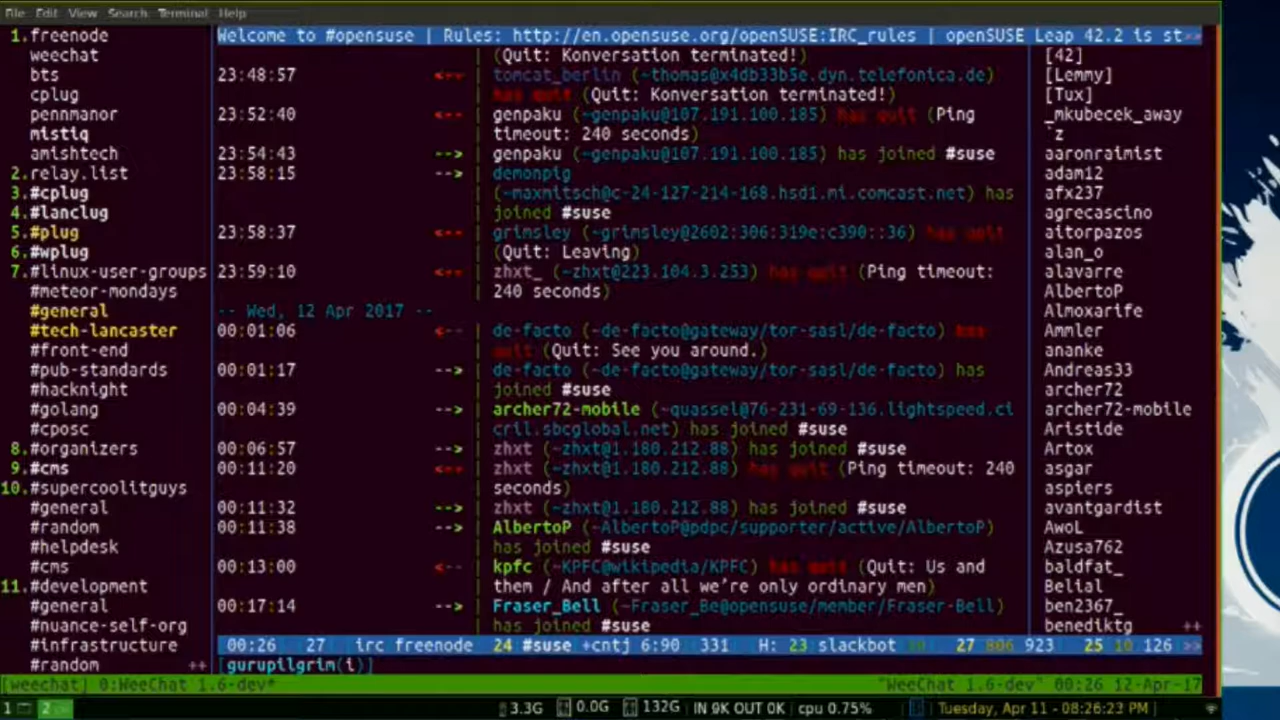 File Edit View Search Terminal Help
1.freenode
weechat
bts
cplug
pennmanor
mistiq
amishtech
2.relay.list
3.#cplug
4.#lanclug
5.#plug
6.#wplug
7.#linux-user-groups
#meteor-mondays
#general
#tech-lancaster
#front-end
#pub-standards
#hacknight
#golang
#cposc
8.#organizers
9.#cms
10.#supercoolitguys
#general
#random
#helpdesk
#cms
11.#development
#general
#nuance-self-org
#infrastructure
#random ++
Welcome to #opensuse | Rules: http://en.opensuse.org/openSUSE:IRC_rules | openSUSE Leap 42.2 is st>>
| (Quit: Konversation terminated!)
23:48:57 <-- | tomcat_berlin (~thomas@x4db33b5e.dyn.telefonica.de)
| has quit (Quit: Konversation terminated!)
23:52:40 <-- | genpaku (~genpaku@107.191.100.185) has quit (Ping
| timeout: 240 seconds)
23:54:43 --> | genpaku (~genpaku@107.191.100.185) has joined #suse
23:58:15 --> | demonpig
| (~maxmitsch@c-24-127-214-168.hsd1.mi.comcast.net) has
| joined #suse
23:58:37 <-- | grimsley (~grimsley@2602:306:319e:c390::36) has quit
| (Quit: Leaving)
23:59:10 <-- | zhxt_ (~zhxt@223.104.3.253) has quit (Ping timeout:
| 240 seconds)
-- Wed, 12 Apr 2017 --
00:01:06 <-- | de-facto (~de-facto@gateway/tor-sasl/de-facto) has
| quit (Quit: See you around.)
00:01:17 --> | de-facto (~de-facto@gateway/tor-sasl/de-facto) has
| joined #suse
00:04:39 --> | archer72-mobile (~quassel@76-231-69-136.lightspeed.ci
| cril.sbcglobal.net) has joined #suse
00:06:57 --> | zhxt (~zhxt@1.180.212.88) has joined #suse
00:11:20 <-- | zhxt (~zhxt@1.180.212.88) has quit (Ping timeout: 240
| seconds)
00:11:32 --> | zhxt (~zhxt@1.180.212.88) has joined #suse
00:11:38 --> | AlbertoP (~AlbertoP@pdpc/supporter/active/AlbertoP)
| has joined #suse
00:13:00 <-- | kpfc (~KPFC@wikipedia/KPFC) has quit (Quit: Us and
| them / And after all we're only ordinary men)
00:17:14 --> | Fraser_Bell (~Fraser_Be@opensuse/member/Fraser-Bell)
| has joined #suse
[42]
[Lemmy]
[Tux]
_mkubecek_away
`z
aaronraimist
adam12
afx237
agrecascino
aitorpazos
alan_o
alavarre
AlbertoP
Almoxarife
Ammler
ananke
Andreas33
archer72
archer72-mobile
Aristide
Artox
asgar
aspiers
avantgardist
AwoL
Azusa762
baldfat_
Belial
ben2367_
benediktg ++
00:26 27 irc freenode 24 #suse +cntj 6:90 331 H: 23 slackbot 27 806 923 25 10 126 >>
[gurupilgrim(i)]
[weechat] 0:WeeChat 1.6-dev* "WeeChat 1.6-dev" 00:26 12-Apr-17
1 2 3.3G 0.0G 132G IN 9K OUT 0K cpu 0.75% Tuesday, Apr 11 - 08:26:23 PM